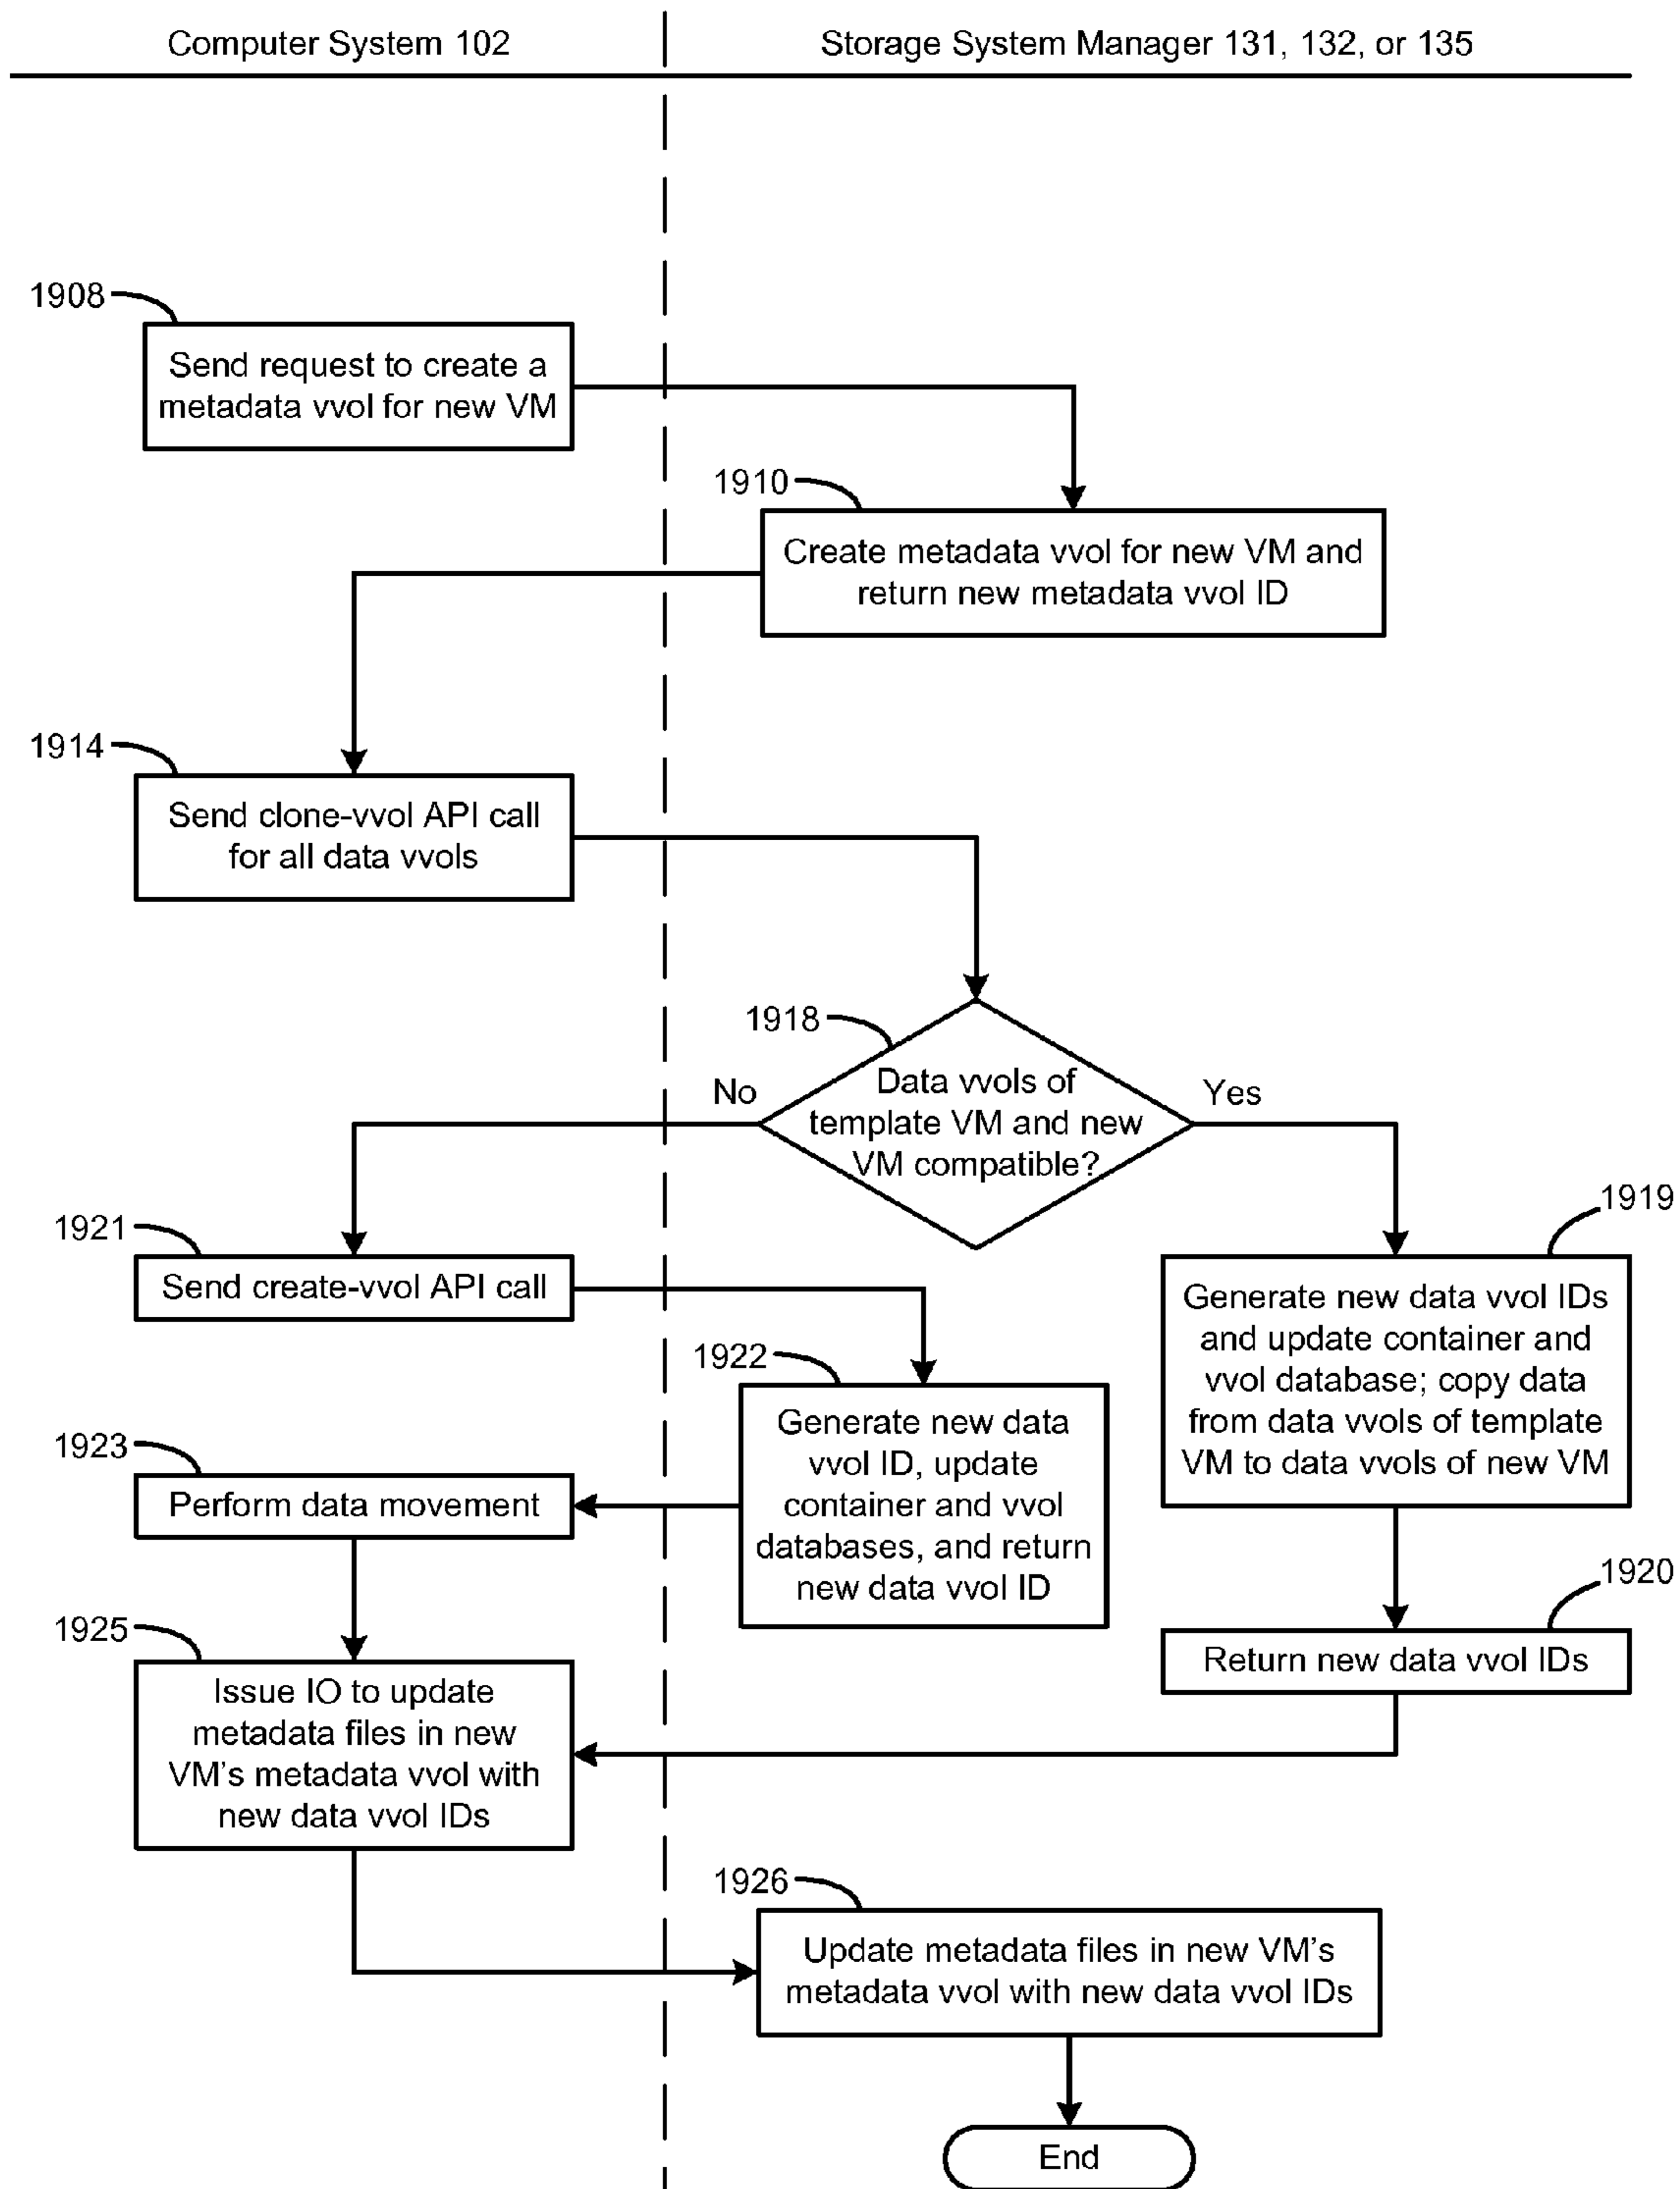 Computer System 102
Storage System Manager 131, 132, or 135
1908
Send request to create a
metadata vvol for new VM
1910
Create metadata vvol for new VM and
return new metadata vvol ID
1914
Send clone-vvol API call
for all data vvols
1918
Data vvols of
template VM and new
VM compatible?
No
Yes
1919
Generate new data vvol IDs
and update container and
vvol database; copy data
from data vvols of template
VM to data vvols of new VM
1921
Send create-vvol API call
1922
Generate new data
vvol ID, update
container and vvol
databases, and return
new data vvol ID
1923
Perform data movement
1920
Return new data vvol IDs
1925
Issue IO to update
metadata files in new
VM's metadata vvol with
new data vvol IDs
1926
Update metadata files in new VM's
metadata vvol with new data vvol IDs
End